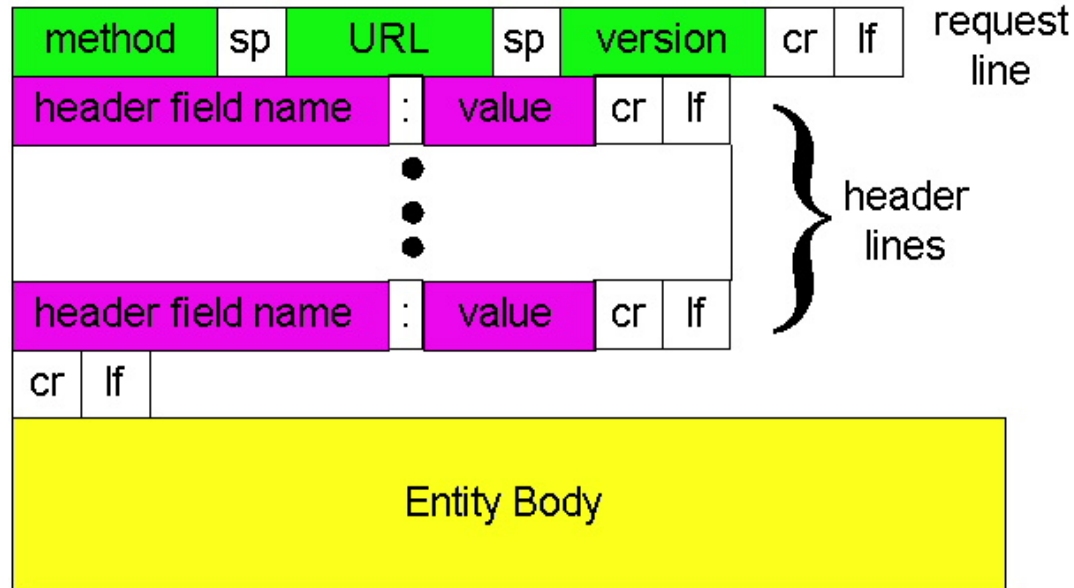 method sp URL sp version cr lf request line
header field name : value cr lf
header lines
header field name : value cr lf
cr lf
Entity Body